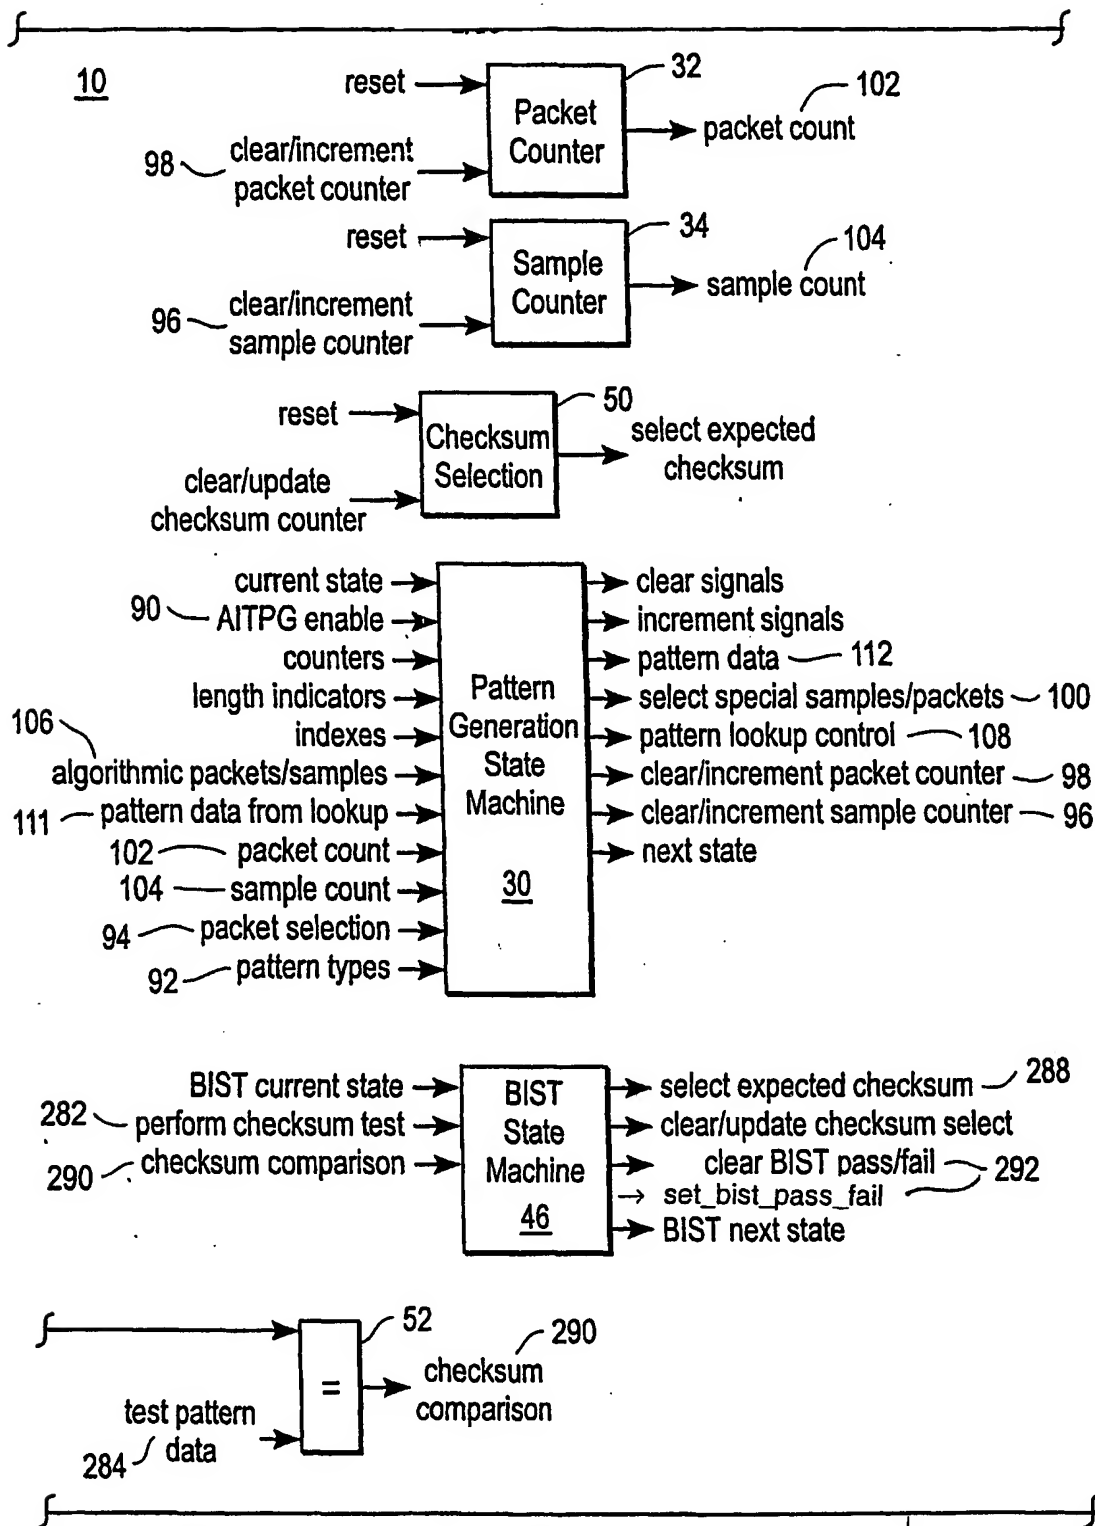 10
reset
32
Packet
Counter
102
packet count
98
clear/increment
packet counter
reset
34
Sample
Counter
104
sample count
96
clear/increment
sample counter
reset
50
Checksum
Selection
select expected
checksum
clear/update
checksum counter
current state
90
AITPG enable
counters
length indicators
indexes
106
algorithmic packets/samples
111
pattern data from lookup
102
packet count
104
sample count
94
packet selection
92
pattern types
Pattern
Generation
State
Machine
30
clear signals
increment signals
pattern data
112
select special samples/packets
100
pattern lookup control
108
clear/increment packet counter
98
clear/increment sample counter
96
next state
BIST current state
282
perform checksum test
290
checksum comparison
BIST
State
Machine
46
select expected checksum
288
clear/update checksum select
clear BIST pass/fail
292
→ set_bist_pass_fail
BIST next state
52
=
290
checksum
comparison
test pattern
data
284